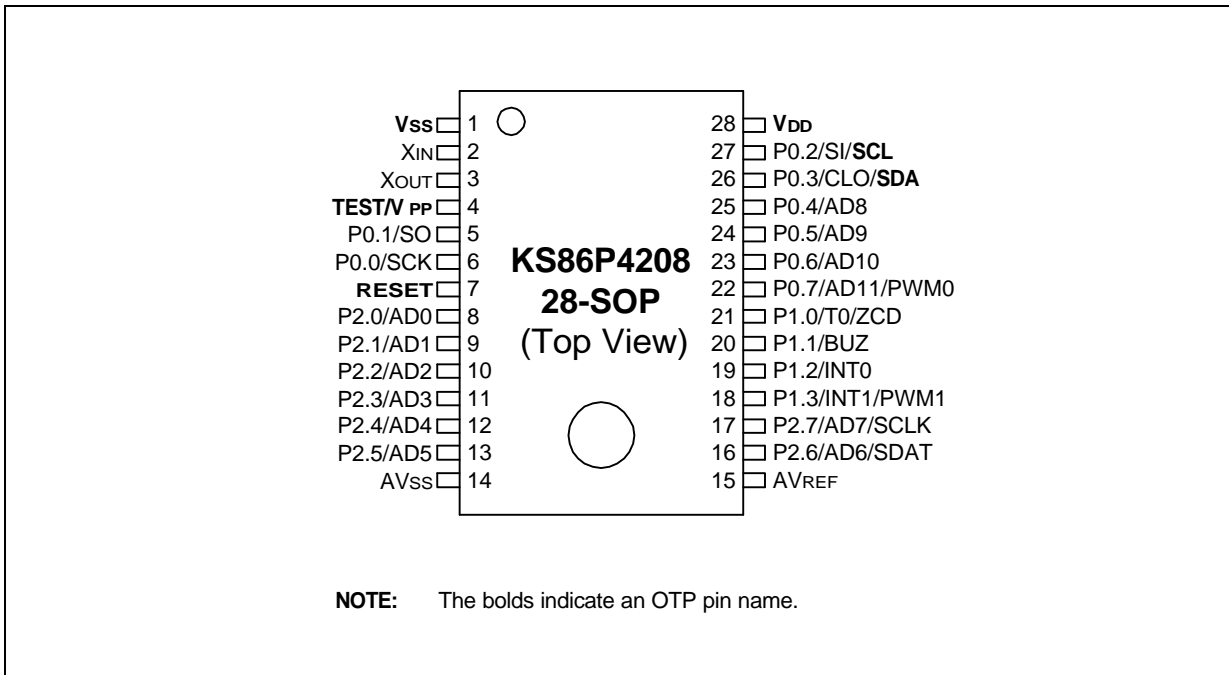 VSS 1 28 VDD
XIN 2 27 P0.2/SI/SCL
XOUT 3 26 P0.3/CLO/SDA
TEST/V PP 4 25 P0.4/AD8
P0.1/SO 5 24 P0.5/AD9
P0.0/SCK 6 23 P0.6/AD10
RESET 7 22 P0.7/AD11/PWM0
P2.0/AD0 8 21 P1.0/T0/ZCD
P2.1/AD1 9 20 P1.1/BUZ
P2.2/AD2 10 19 P1.2/INT0
P2.3/AD3 11 18 P1.3/INT1/PWM1
P2.4/AD4 12 17 P2.7/AD7/SCLK
P2.5/AD5 13 16 P2.6/AD6/SDAT
AVSS 14 15 AVREF
KS86P4208
28-SOP
(Top View)
NOTE: The bolds indicate an OTP pin name.